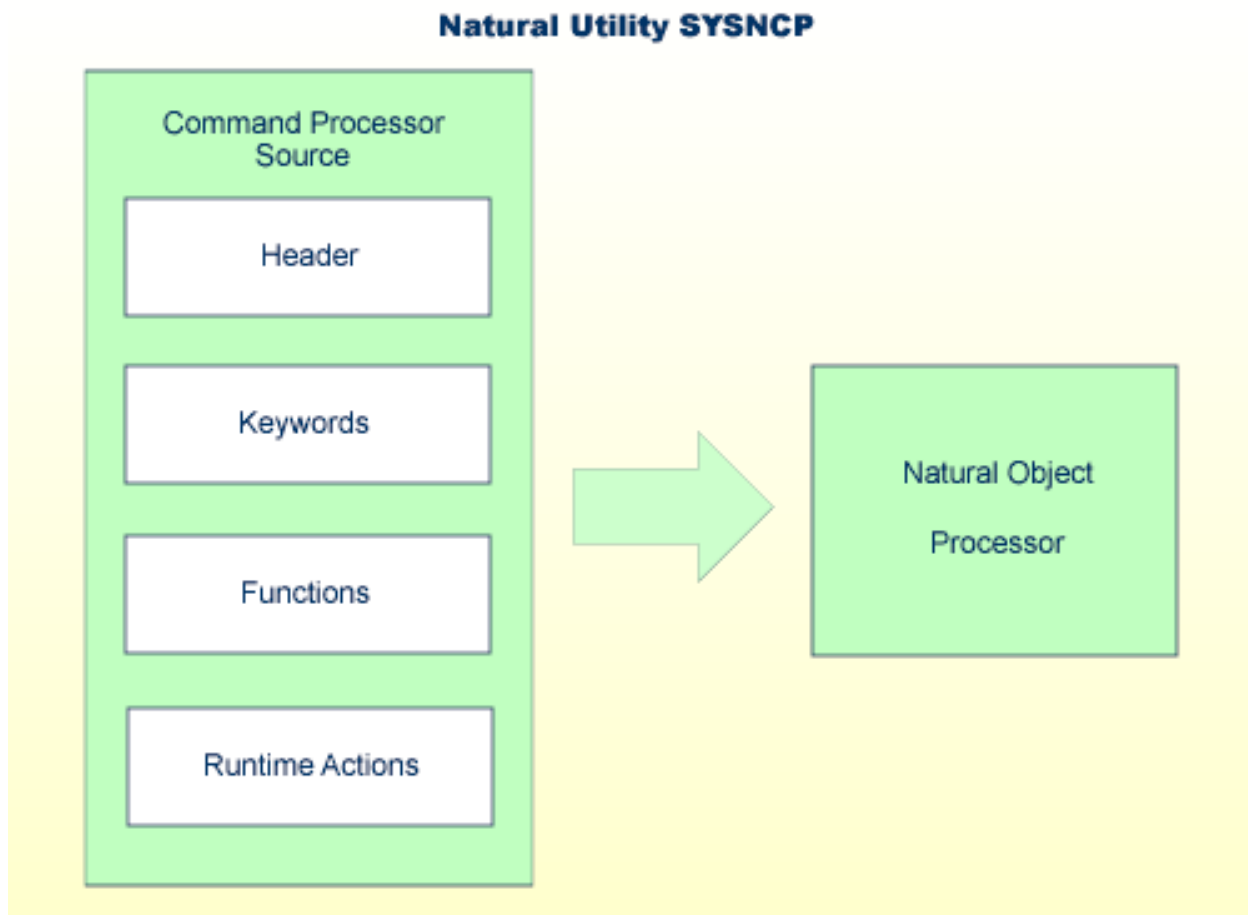 Natural Utility SYSNCP
Command Processor
Source
Header
Keywords
Functions
Runtime Actions
Natural Object
Processor